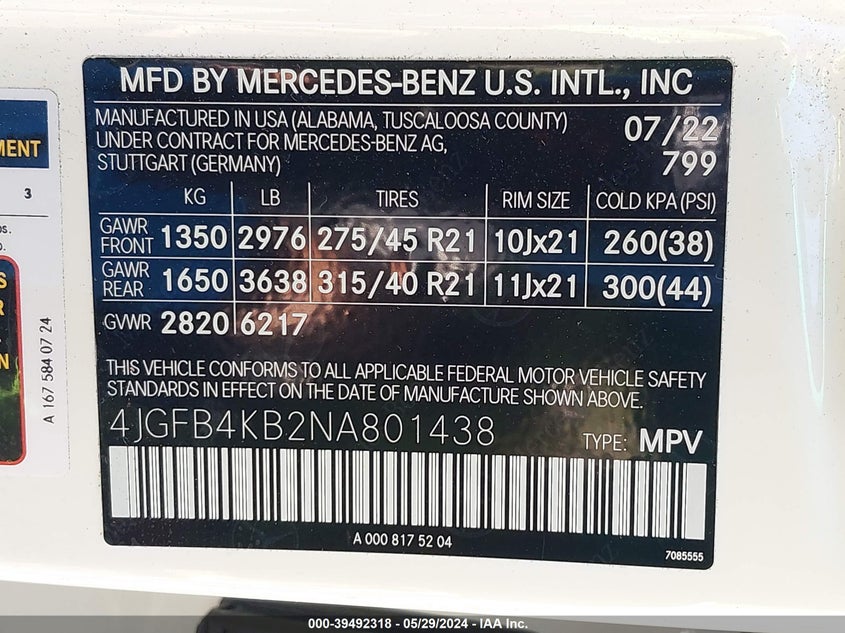 MFD BY MERCEDES-BENZ U.S. INTL., INC
MANUFACTURED IN USA (ALABAMA, TUSCALOOSA COUNTY)
UNDER CONTRACT FOR MERCEDES-BENZ AG,
STUTTGART (GERMANY)
07/22
799
KG LB TIRES RIM SIZE COLD KPA (PSI)
GAWR FRONT 1350 2976 275/45 R21 10Jx21 260(38)
GAWR REAR 1650 3638 315/40 R21 11Jx21 300(44)
GVWR 2820 6217
THIS VEHICLE CONFORMS TO ALL APPLICABLE FEDERAL MOTOR VEHICLE SAFETY
STANDARDS IN EFFECT ON THE DATE OF MANUFACTURE SHOWN ABOVE.
4JGFB4KB2NA801438 TYPE: MPV
A 000 817 52 04
7085555
MENT
3
A 167 584 07 24
000-39492318 - 05/29/2024 - IAA Inc.